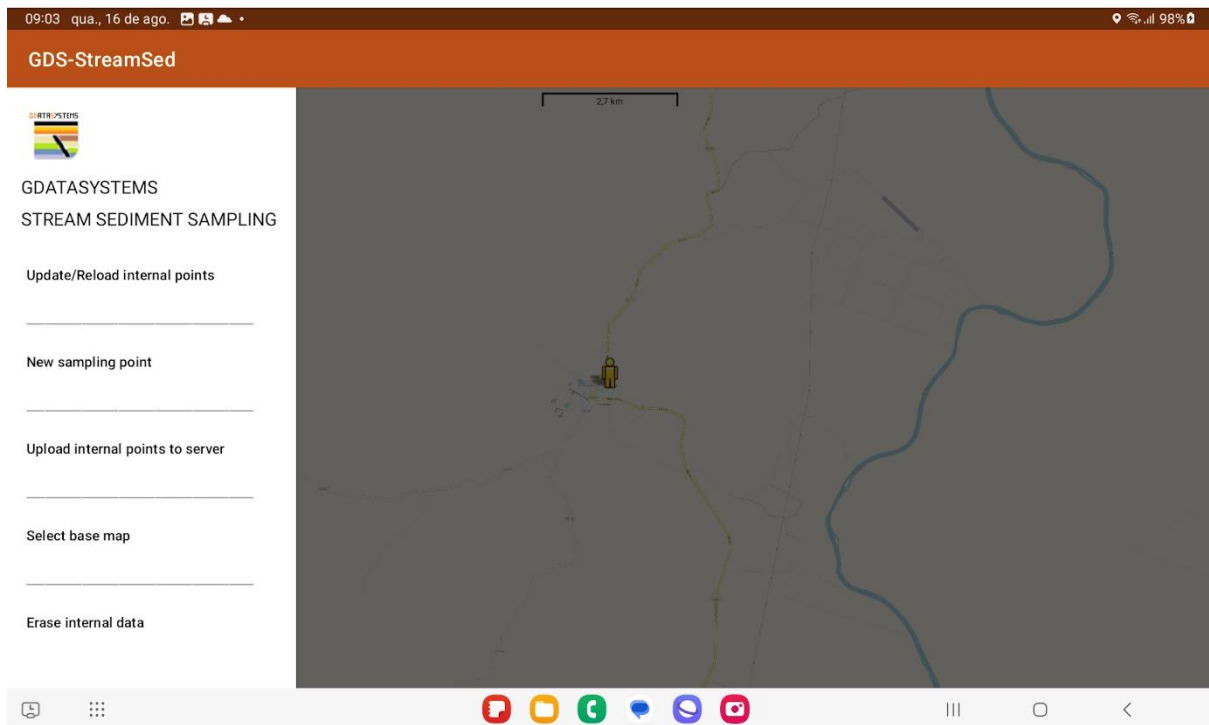 09:03 qua., 16 de ago.
98%
GDS-StreamSed
2,7 km
GDATASYSTEMS
GDATASYSTEMS
STREAM SEDIMENT SAMPLING
Update/Reload internal points
New sampling point
Upload internal points to server
Select base map
Erase internal data